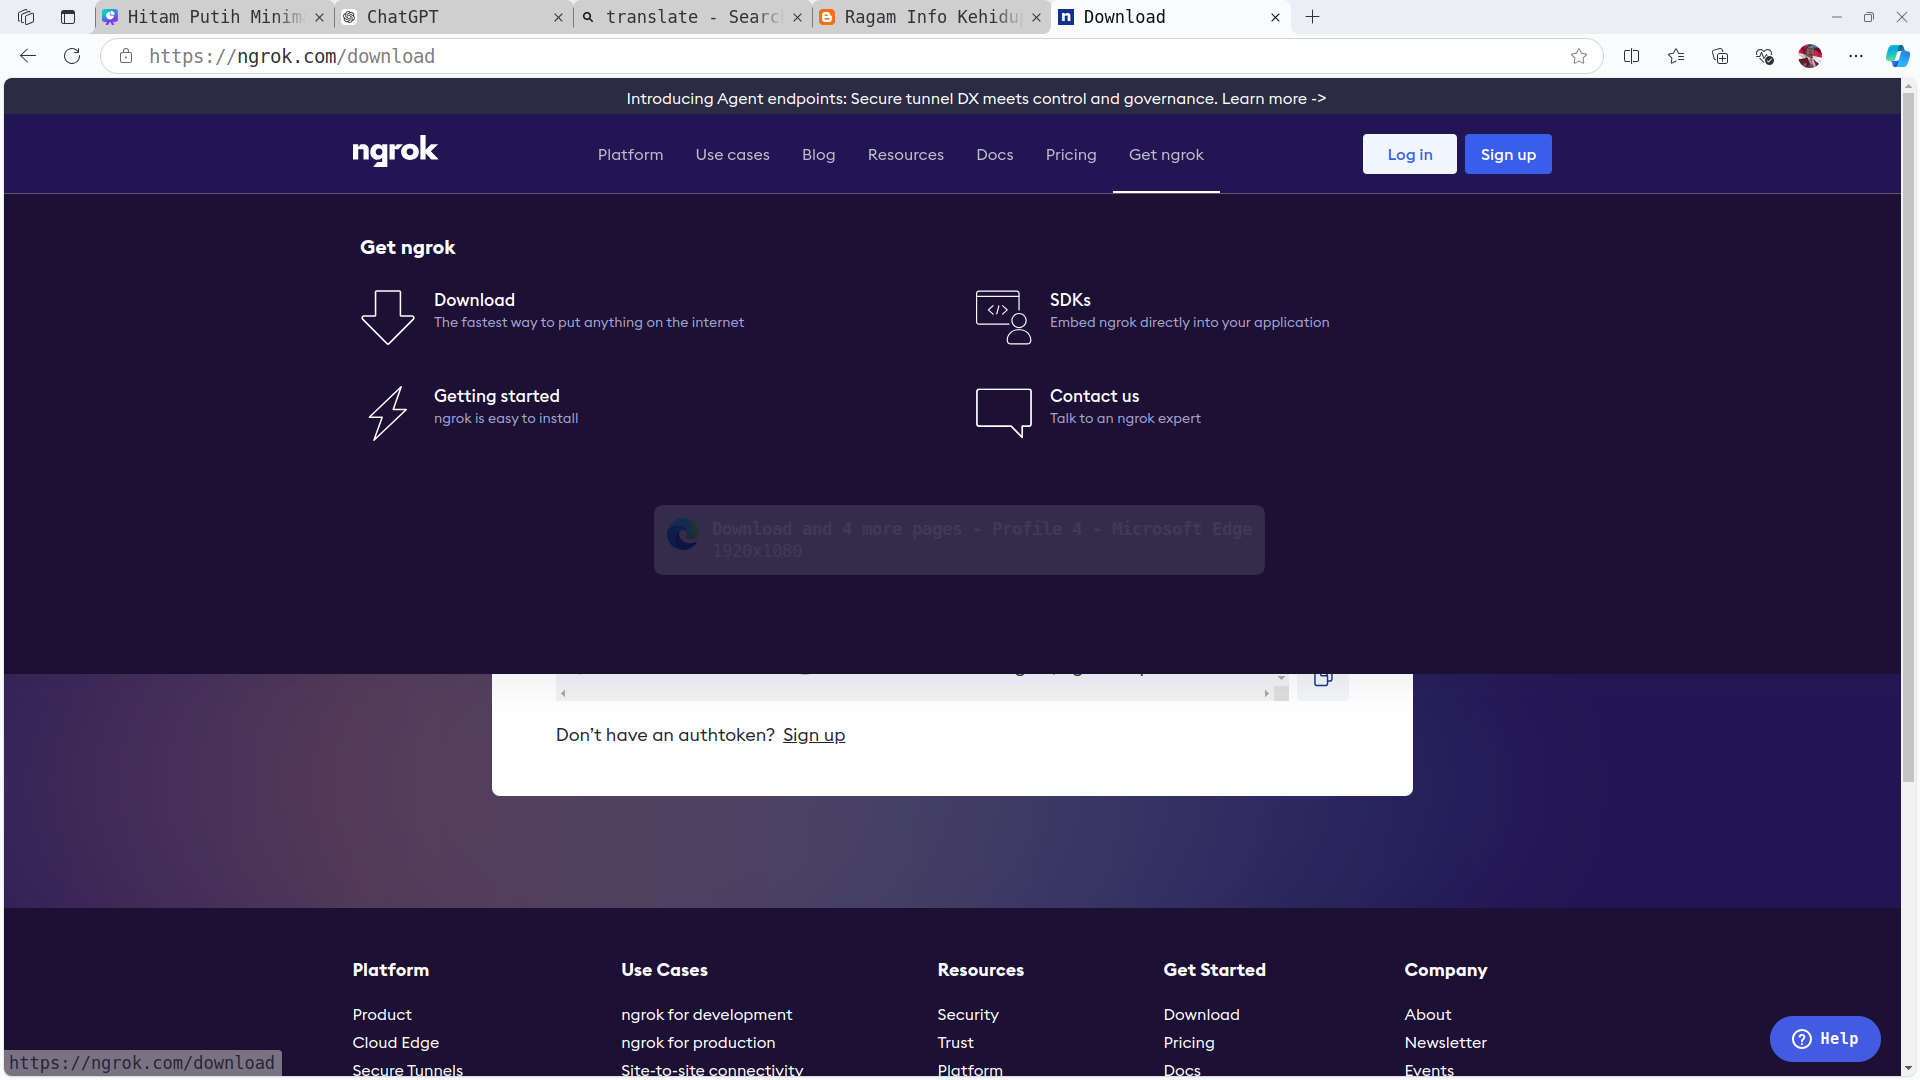 Hitam Putih Minim
ChatGPT
translate - Searc
Ragam Info Kehidu
Download
https://ngrok.com/download
Introducing Agent endpoints: Secure tunnel DX meets control and governance. Learn more ->
ngrok
Platform
Use cases
Blog
Resources
Docs
Pricing
Get ngrok
Log in
Sign up
Get ngrok
Download
The fastest way to put anything on the internet
SDKs
Embed ngrok directly into your application
Getting started
ngrok is easy to install
Contact us
Talk to an ngrok expert
Download and 4 more pages - Profile 4 - Microsoft Edge
1920x1080
Don’t have an authtoken? Sign up
Platform
Use Cases
Resources
Get Started
Company
Product
ngrok for development
Security
Download
About
Cloud Edge
ngrok for production
Trust
Pricing
Newsletter
Secure Tunnels
Site-to-site connectivity
Platform
Docs
Events
Help
https://ngrok.com/download